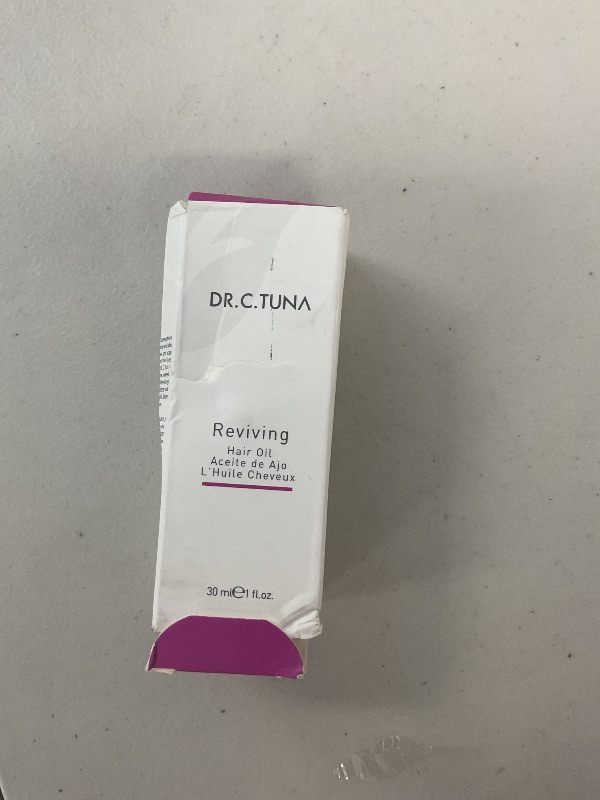 DR.C.TUNA
Reviving
Hair Oil
Aceite de Ajo
L'Huile Cheveux
30 ml℮1 fl.oz.